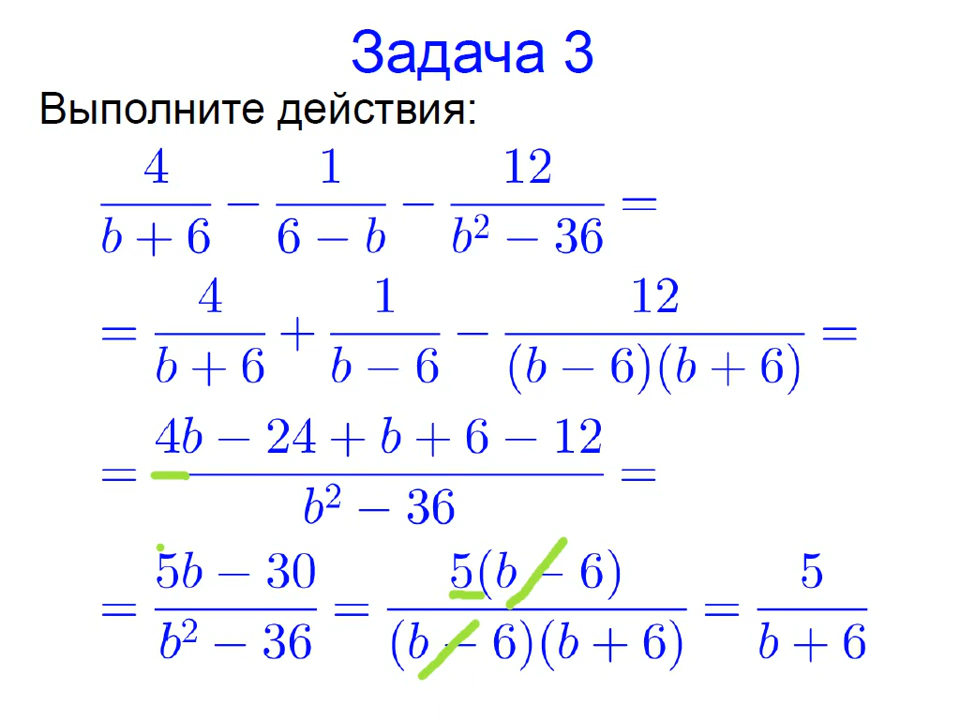 Задача 3
Выполните действия:
4/(b + 6) − 1/(6 − b) − 12/(b² − 36) =
= 4/(b + 6) + 1/(b − 6) − 12/((b − 6)(b + 6)) =
= (4b − 24 + b + 6 − 12)/(b² − 36) =
= (5b − 30)/(b² − 36) = 5(b − 6)/((b − 6)(b + 6)) = 5/(b + 6)